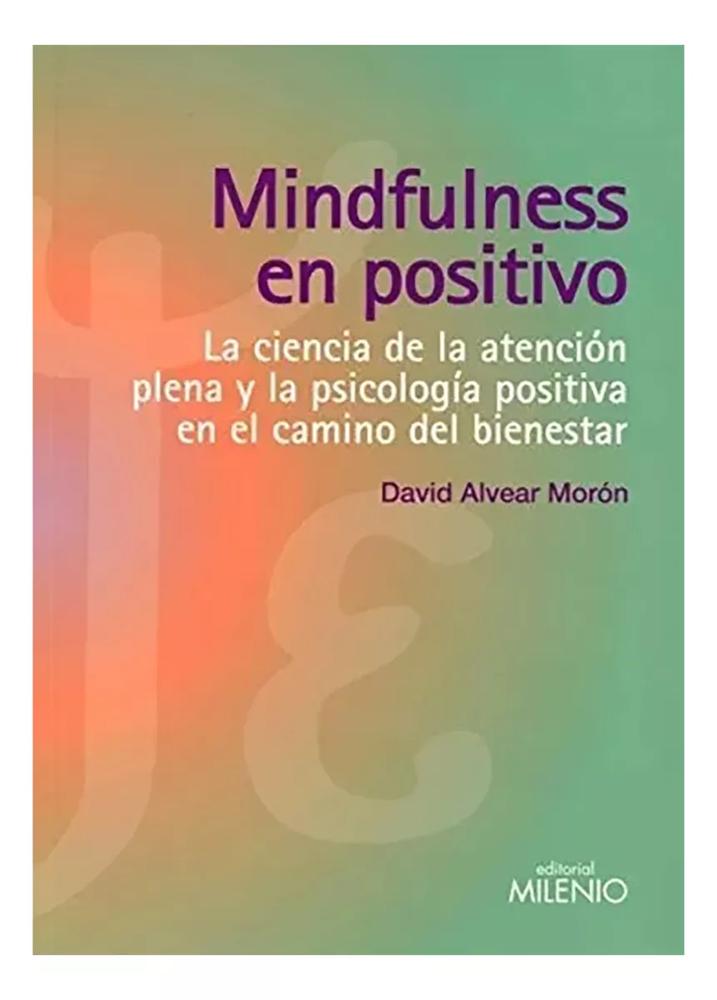 Mindfulness
en positivo
La ciencia de la atención
plena y la psicología positiva
en el camino del bienestar
David Alvear Morón
editorial
MILENIO